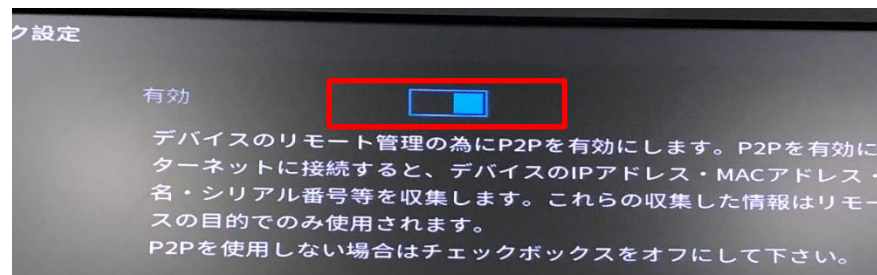 ク設定
有効
デバイスのリモート管理の為にP2Pを有効にします。P2Pを有効に
ターネットに接続すると、デバイスのIPアドレス・MACアドレス・
名・シリアル番号等を収集します。これらの収集した情報はリモー
スの目的でのみ使用されます。
P2Pを使用しない場合はチェックボックスをオフにして下さい。